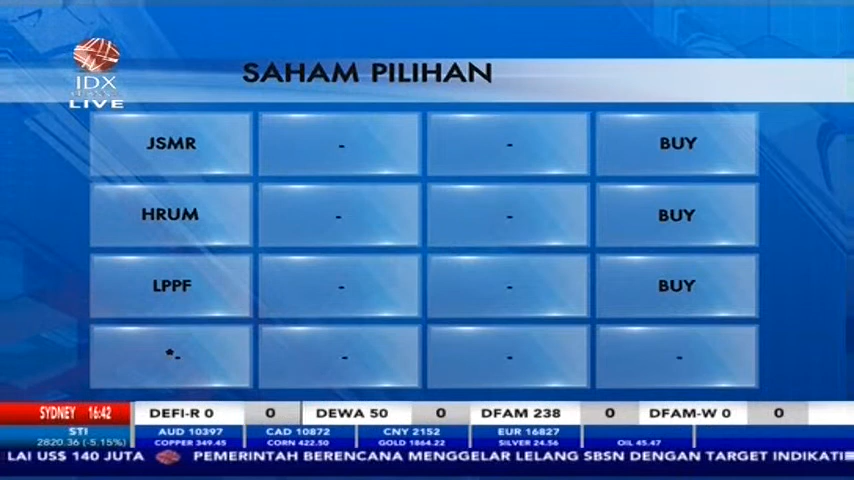 SAHAM PILIHAN
IDX
LIVE
JSMR - - BUY
HRUM - - BUY
LPPF - - BUY
*- - - -
SYDNEY 16:42 DEFI-R 0 0 DEWA 50 0 DFAM 238 0 DFAM-W 0 0
STI AUD 10397 CAD 10872 CNY 2152 EUR 16827
2820.36 (-5.15%) COPPER 349.45 CORN 422.50 GOLD 1864.22 SILVER 24.56 OIL 45.47
LAI US$ 140 JUTA PEMERINTAH BERENCANA MENGGELAR LELANG SBSN DENGAN TARGET INDIKATI